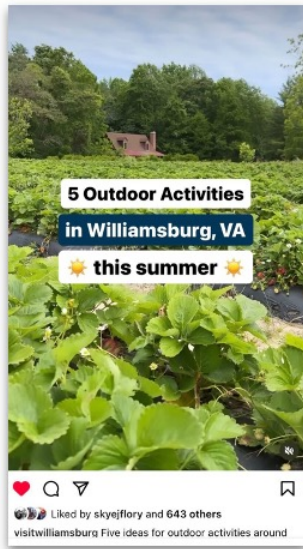 5 Outdoor Activities
in Williamsburg, VA
☀️ this summer ☀️
Liked by skyejflory and 643 others
visitwilliamsburg Five ideas for outdoor activities around